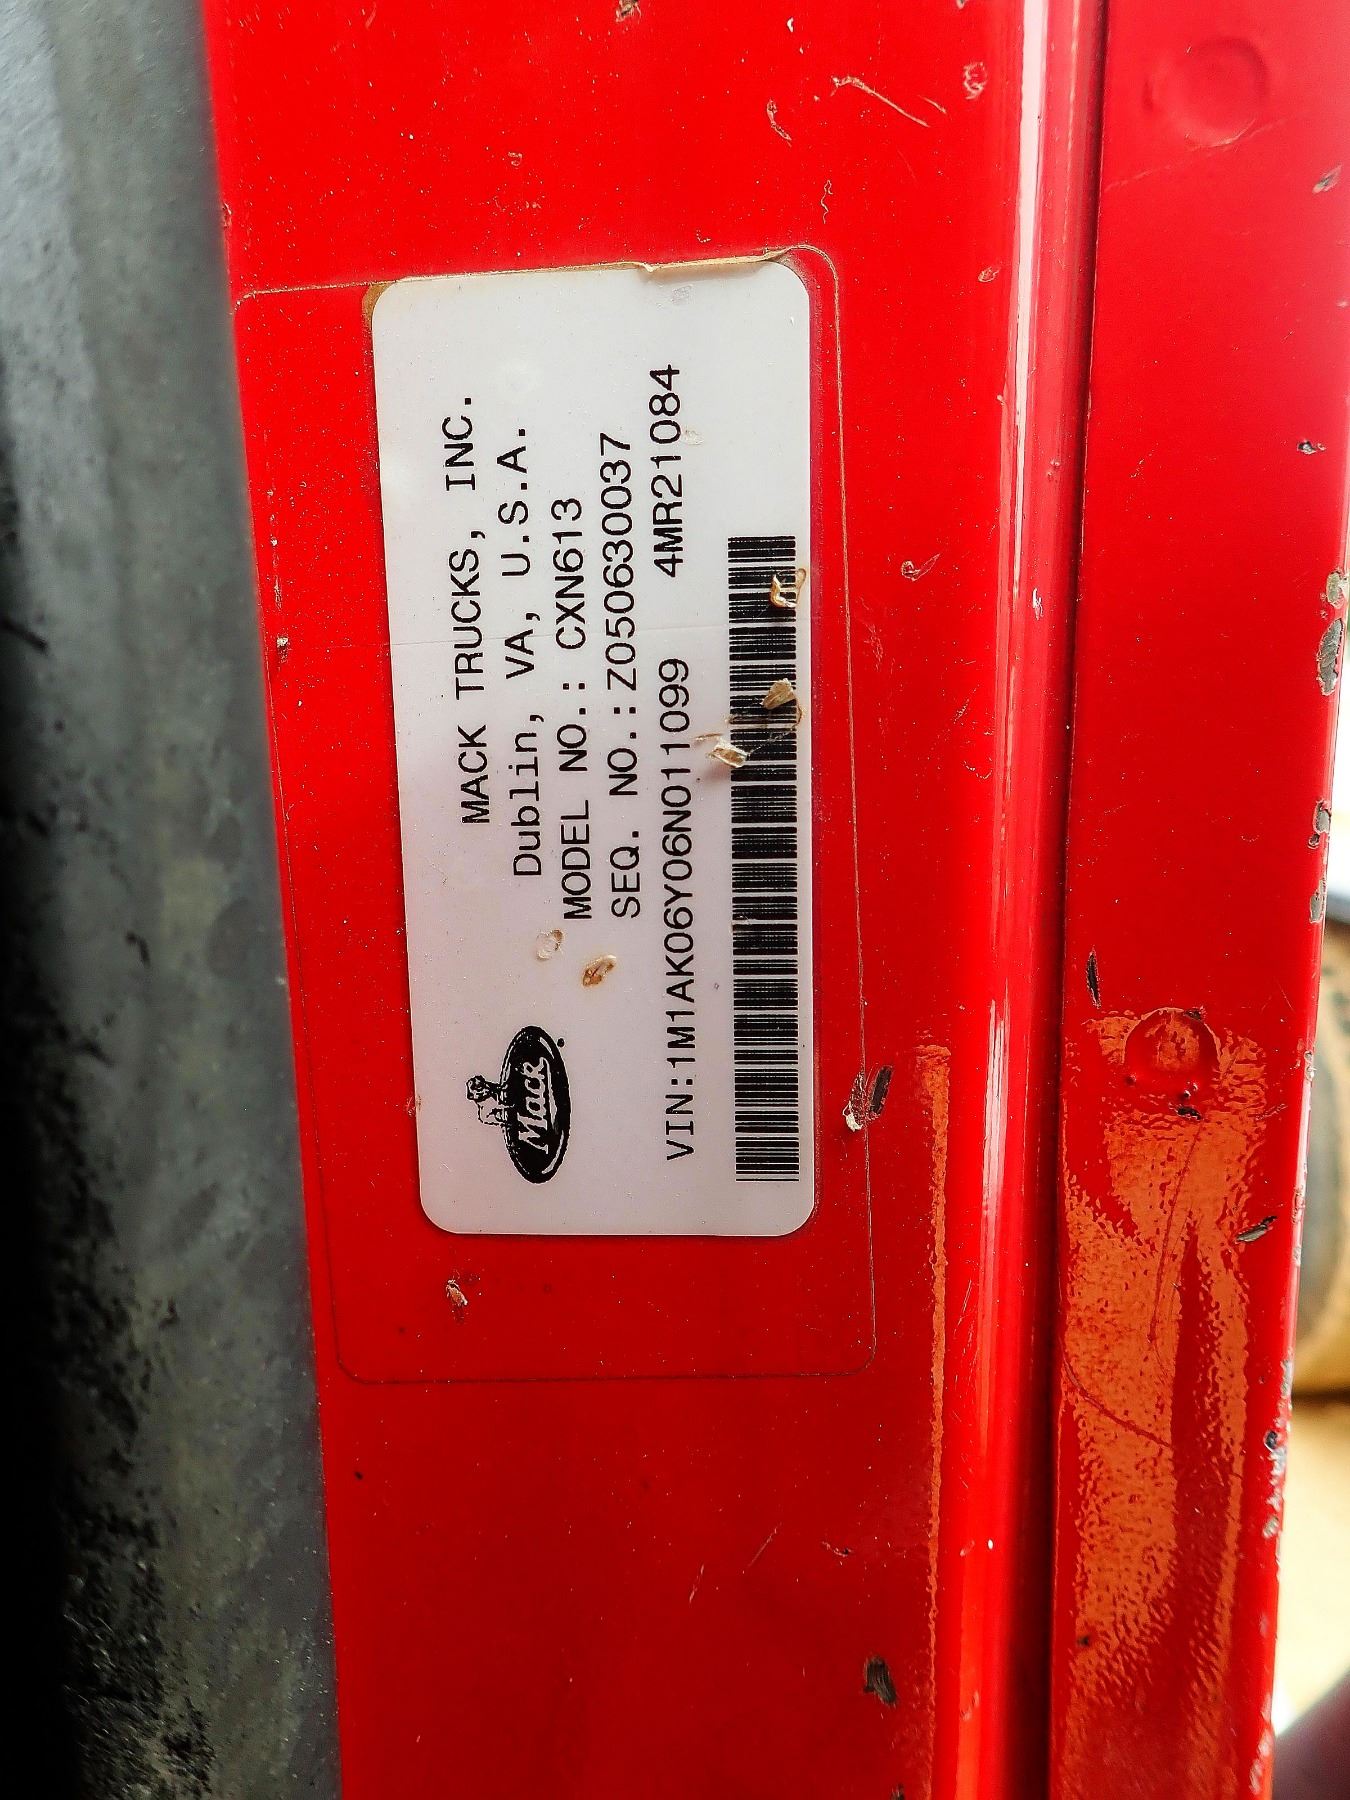 MACK TRUCKS, INC.
Dublin, VA, U.S.A.
MODEL NO.: CXN613
SEQ. NO.:Z050630037
VIN:1M1AK06Y06N011099 4MR21084
Mack